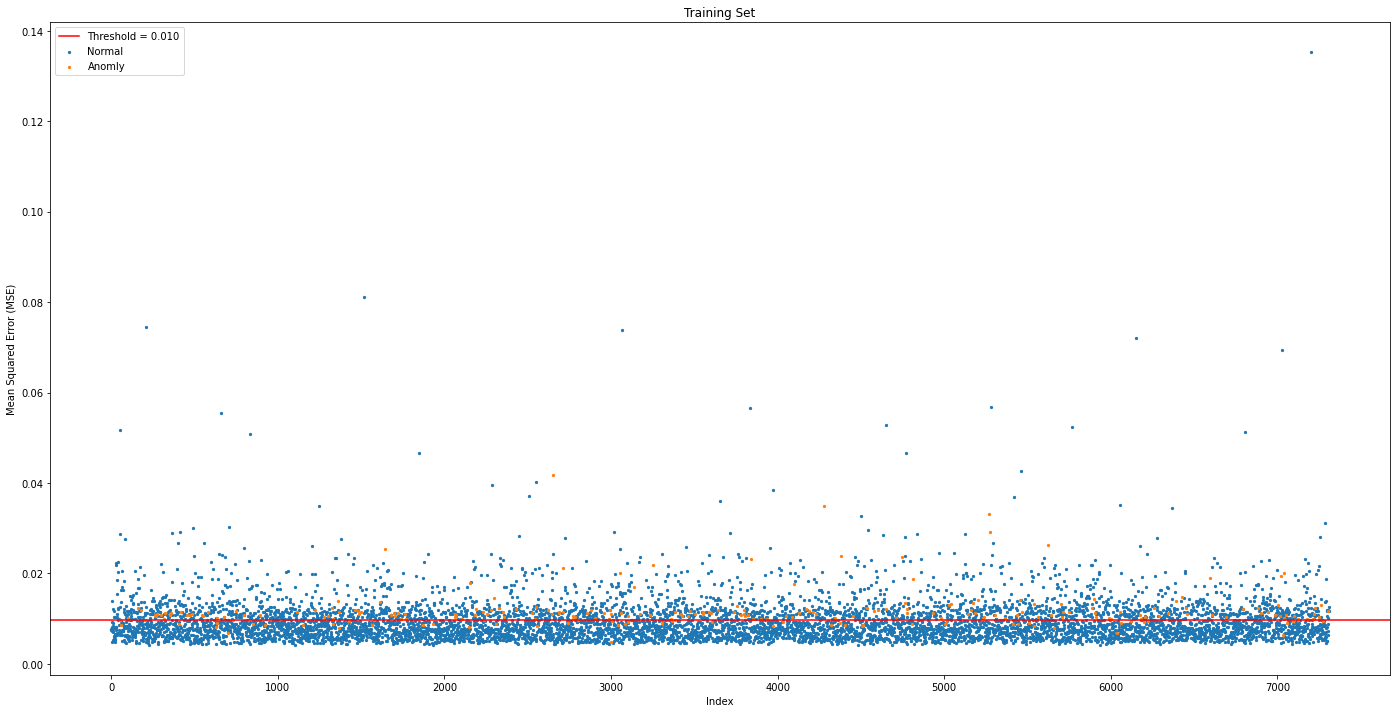 Training Set
Threshold = 0.010
Normal
Anomly
Mean Squared Error (MSE)
0.14
0.12
0.10
0.08
0.06
0.04
0.02
0.00
0 1000 2000 3000 4000 5000 6000 7000
Index